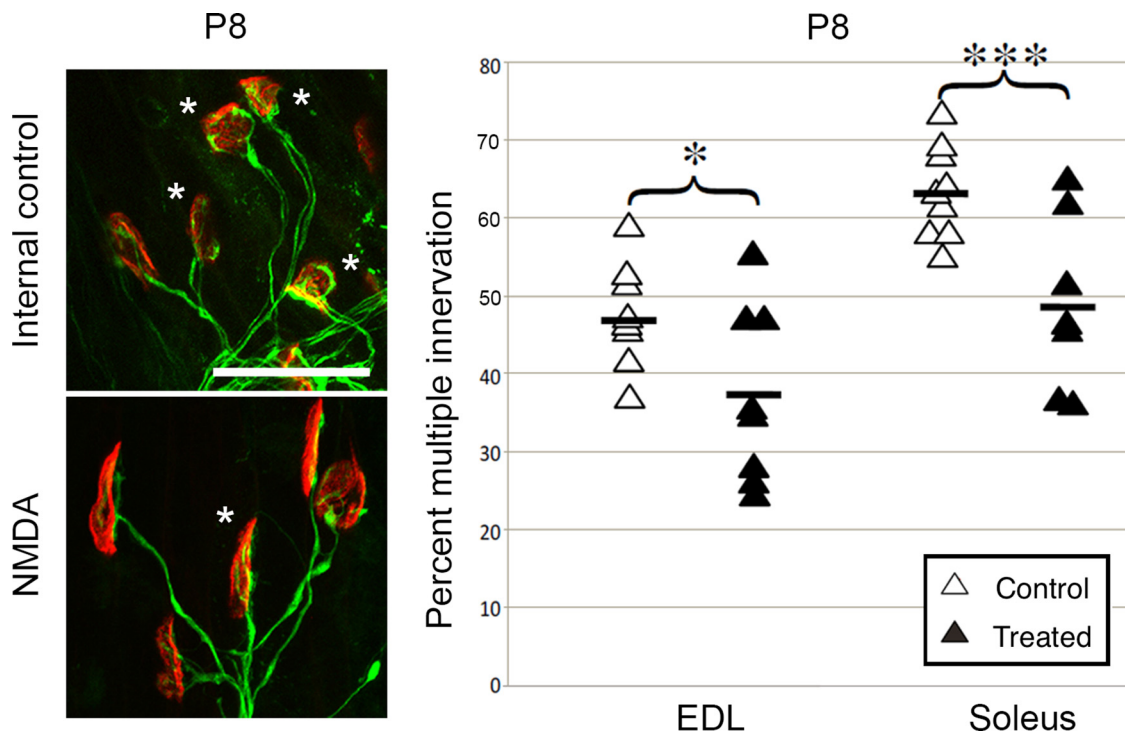 P8
Internal control
*
*
*
*
NMDA
*
P8
Percent multiple innervation
80
70
60
50
40
30
20
10
0
*
***
Control
Treated
EDL
Soleus